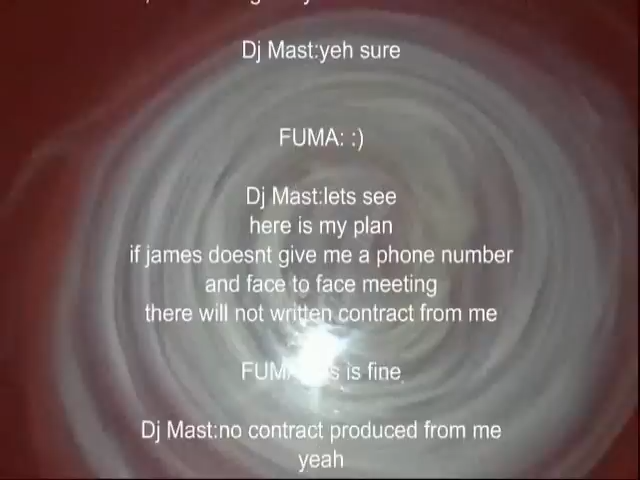 Dj Mast:yeh sure
FUMA: :)
Dj Mast:lets see
here is my plan
if james doesnt give me a phone number
and face to face meeting
there will not written contract from me
FUM s is fine
Dj Mast:no contract produced from me
yeah